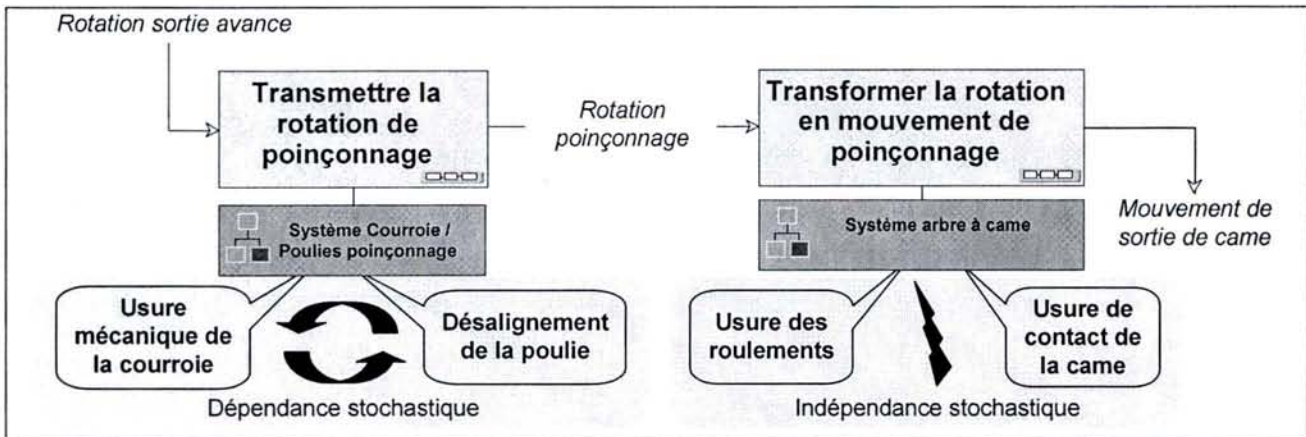 Rotation sortie avance
Transmettre la
rotation de
poinçonnage
Rotation
poinçonnage
Transformer la rotation
en mouvement de
poinçonnage
Système Courroie /
Poulies poinçonnage
Système arbre à came
Mouvement de
sortie de came
Usure
mécanique de
la courroie
Désalignement
de la poulie
Usure des
roulements
Usure de
contact de
la came
Dépendance stochastique
Indépendance stochastique